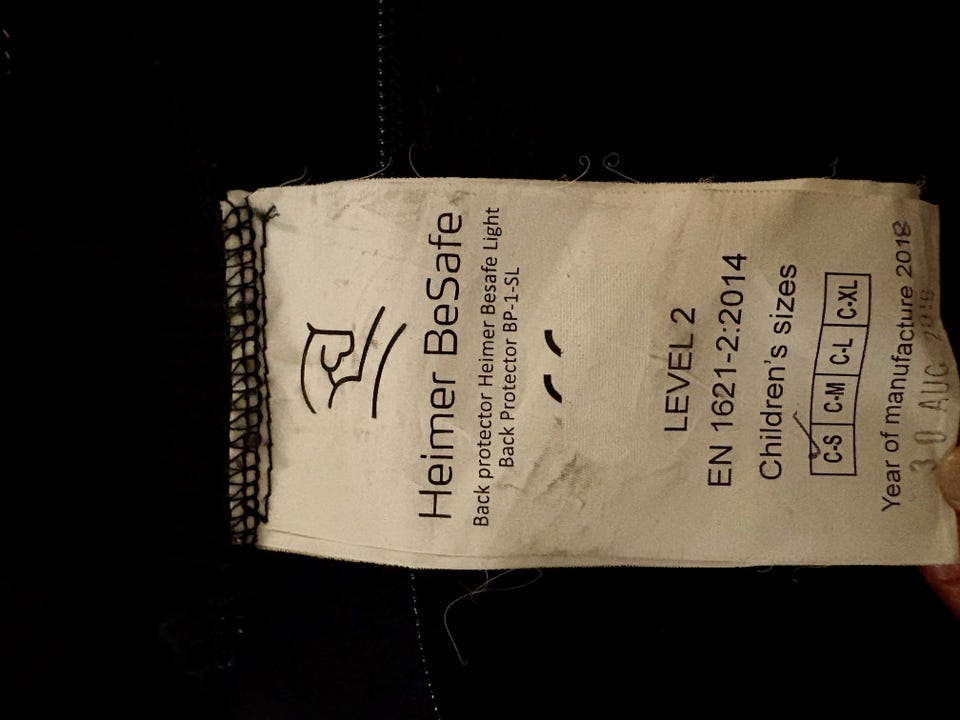 Heimer BeSafe
Back protector Heimer Besafe Light
Back Protector BP-1-SL
LEVEL 2
EN 1621-2:2014
Children's sizes
C-S C-M C-L C-XL
Year of manufacture 2018
30 AUG